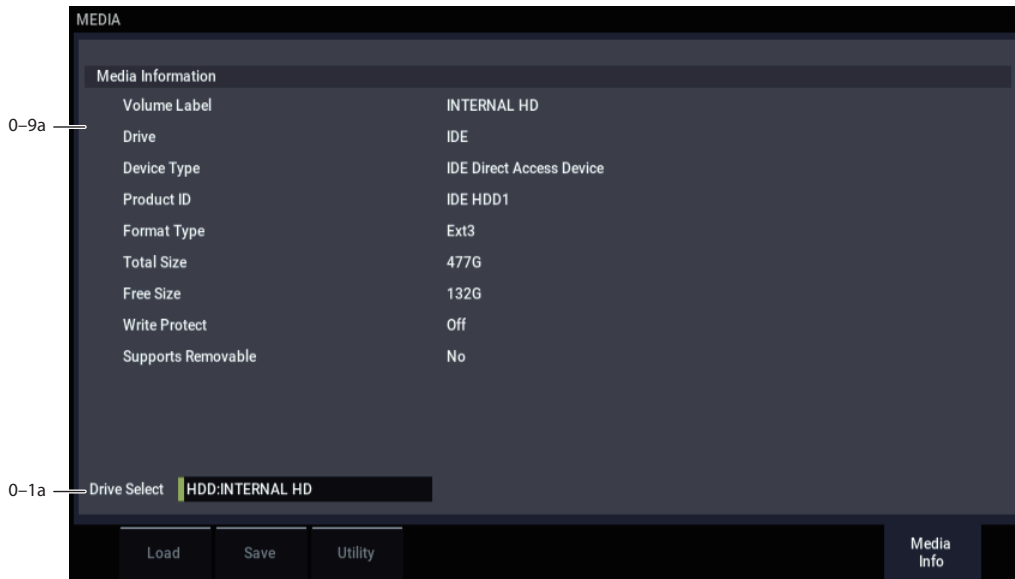 MEDIA
Media Information
0–9a
Volume Label INTERNAL HD
Drive IDE
Device Type IDE Direct Access Device
Product ID IDE HDD1
Format Type Ext3
Total Size 477G
Free Size 132G
Write Protect Off
Supports Removable No
0–1a Drive Select HDD:INTERNAL HD
Load Save Utility Media Info